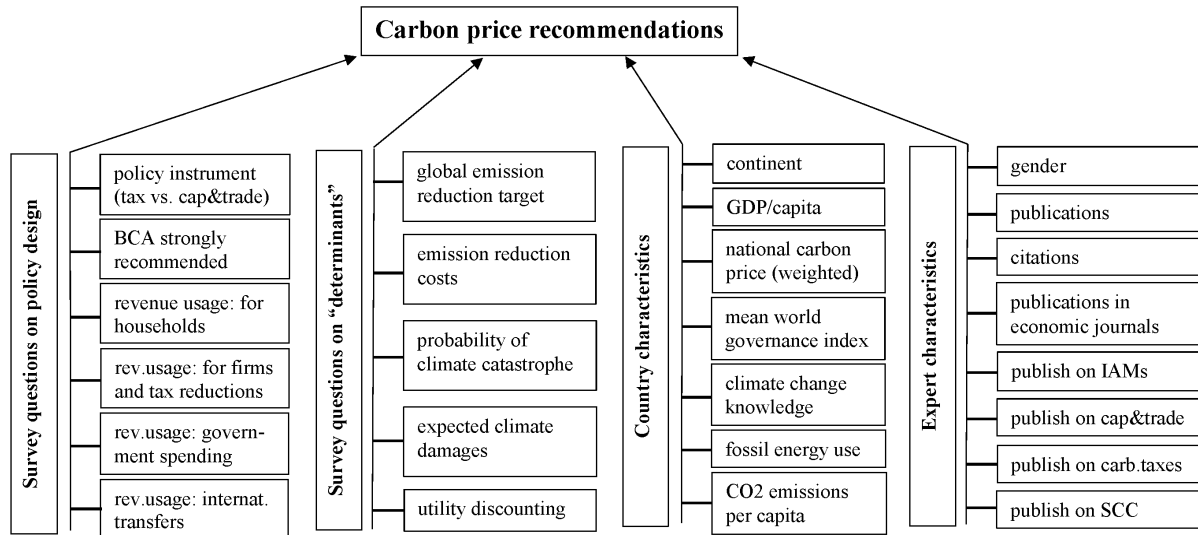 Carbon price recommendations
Survey questions on policy design
policy instrument
(tax vs. cap&trade)
BCA strongly
recommended
revenue usage: for
households
rev.usage: for firms
and tax reductions
rev.usage: govern-
ment spending
rev.usage: internat.
transfers
Survey questions on “determinants”
global emission
reduction target
emission reduction
costs
probability of
climate catastrophe
expected climate
damages
utility discounting
Country characteristics
continent
GDP/capita
national carbon
price (weighted)
mean world
governance index
climate change
knowledge
fossil energy use
CO2 emissions
per capita
Expert characteristics
gender
publications
citations
publications in
economic journals
publish on IAMs
publish on cap&trade
publish on carb.taxes
publish on SCC